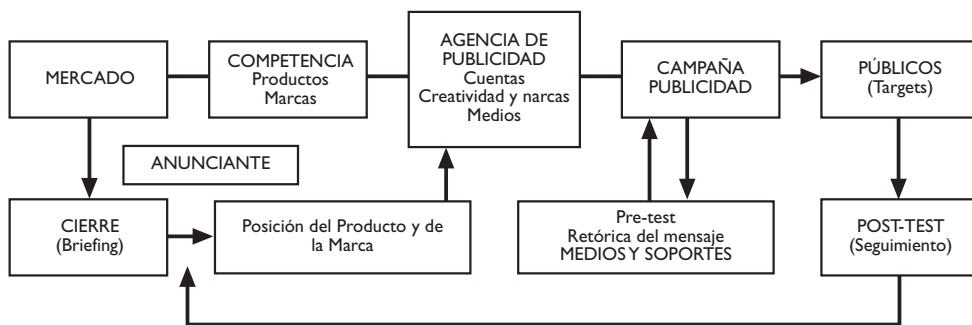 MERCADO
COMPETENCIA
Productos
Marcas
AGENCIA DE
PUBLICIDAD
Cuentas
Creatividad y narcas
Medios
CAMPAÑA
PUBLICIDAD
PÚBLICOS
(Targets)
ANUNCIANTE
CIERRE
(Briefing)
Posición del Producto y de
la Marca
Pre-test
Retórica del mensaje
MEDIOS Y SOPORTES
POST-TEST
(Seguimiento)